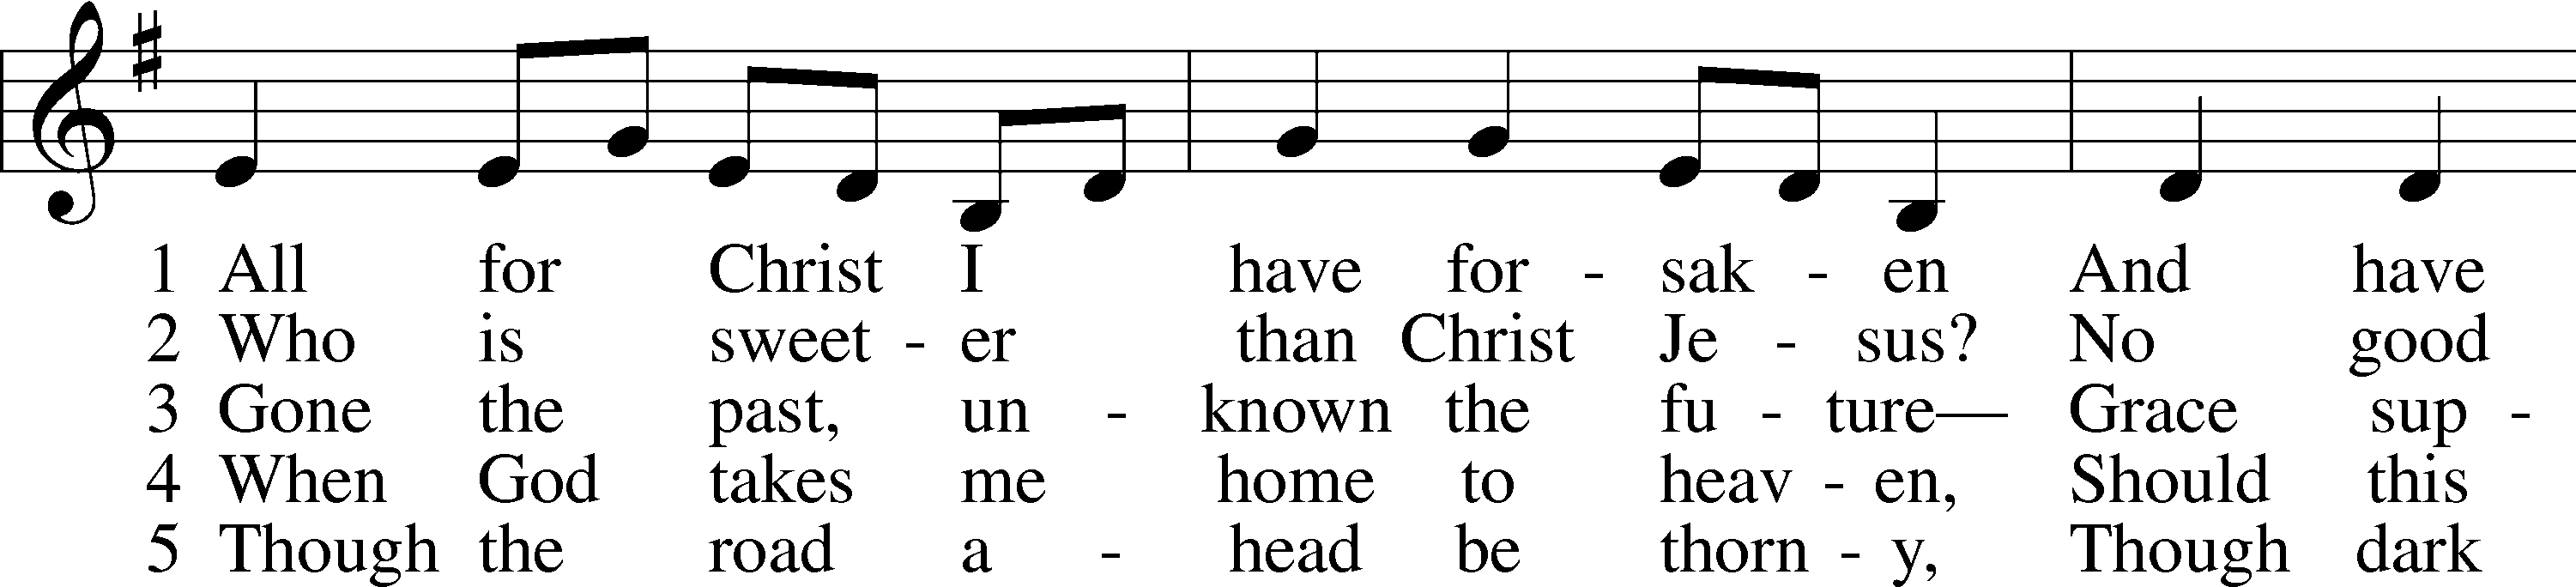 1 All for Christ I have for - sak - en And have
2 Who is sweet - er than Christ Je - sus? No good
3 Gone the past, un - known the fu - ture— Grace sup -
4 When God takes me home to heav - en, Should this
5 Though the road a - head be thorn - y, Though dark